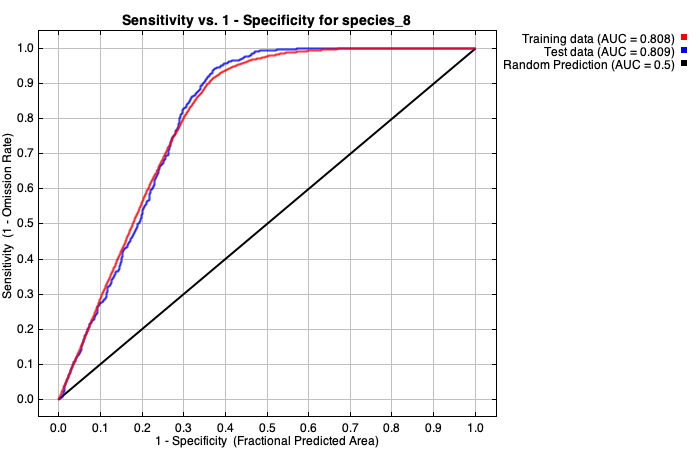 Sensitivity vs. 1 - Specificity for species_8
Training data (AUC = 0.808)
Test data (AUC = 0.809)
Random Prediction (AUC = 0.5)
Sensitivity (1 - Omission Rate)
1.0
0.9
0.8
0.7
0.6
0.5
0.4
0.3
0.2
0.1
0.0
0.0 0.1 0.2 0.3 0.4 0.5 0.6 0.7 0.8 0.9 1.0
1 - Specificity (Fractional Predicted Area)